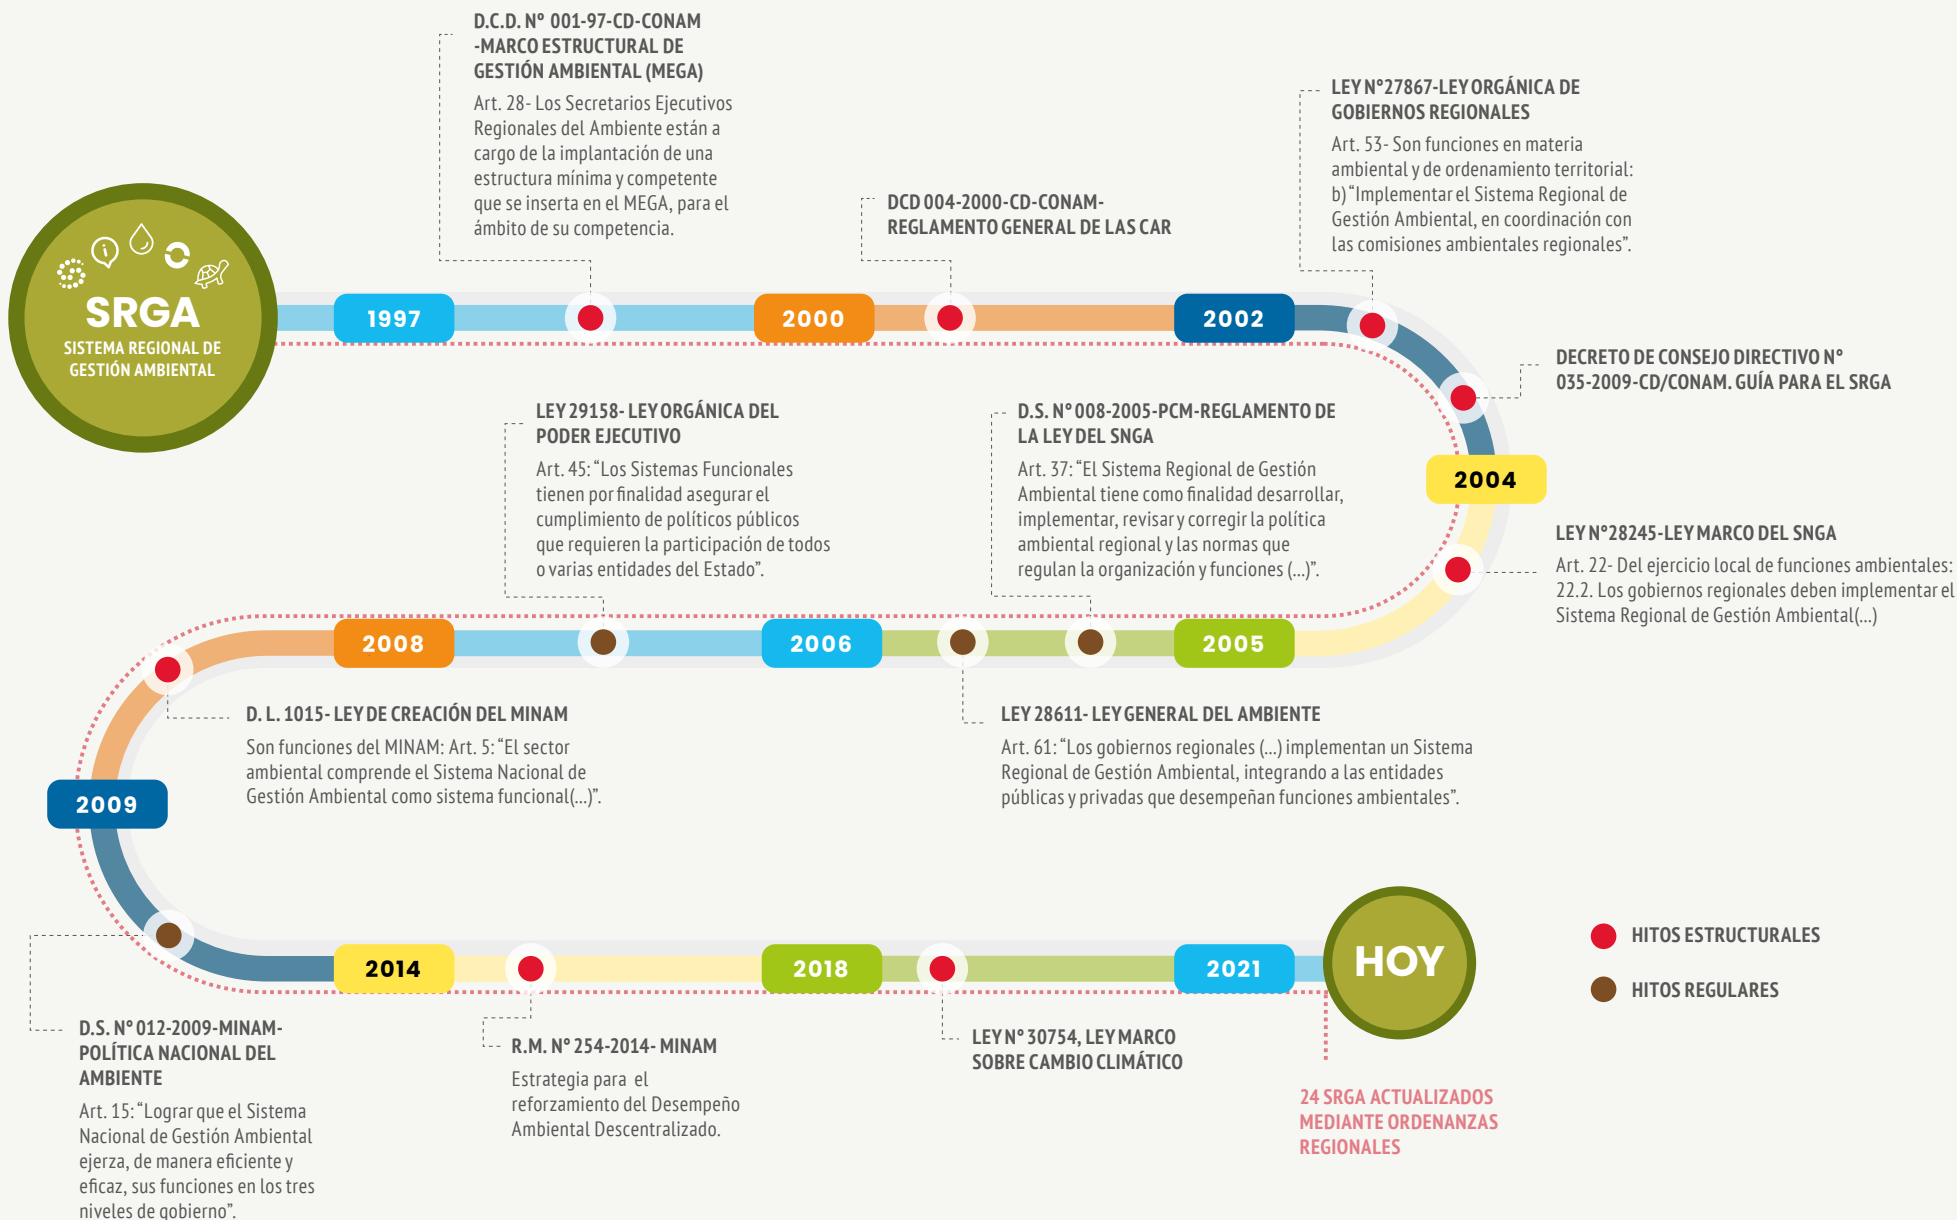 SRGA
SISTEMA REGIONAL DE
GESTIÓN AMBIENTAL
1997
D.C.D. Nº 001-97-CD-CONAM
-MARCO ESTRUCTURAL DE
GESTIÓN AMBIENTAL (MEGA)
Art. 28- Los Secretarios Ejecutivos
Regionales del Ambiente están a
cargo de la implantación de una
estructura mínima y competente
que se inserta en el MEGA, para el
ámbito de su competencia.
2000
DCD 004-2000-CD-CONAM-
REGLAMENTO GENERAL DE LAS CAR
2002
LEY N°27867-LEY ORGÁNICA DE
GOBIERNOS REGIONALES
Art. 53- Son funciones en materia
ambiental y de ordenamiento territorial:
b) “Implementar el Sistema Regional de
Gestión Ambiental, en coordinación con
las comisiones ambientales regionales”.
DECRETO DE CONSEJO DIRECTIVO N°
035-2009-CD/CONAM. GUÍA PARA EL SRGA
2004
LEY N°28245-LEY MARCO DEL SNGA
Art. 22- Del ejercicio local de funciones ambientales:
22.2. Los gobiernos regionales deben implementar el
Sistema Regional de Gestión Ambiental(...)
2005
D.S. N° 008-2005-PCM-REGLAMENTO DE
LA LEY DEL SNGA
Art. 37: “El Sistema Regional de Gestión
Ambiental tiene como finalidad desarrollar,
implementar, revisar y corregir la política
ambiental regional y las normas que
regulan la organización y funciones (...)”.
LEY 28611- LEY GENERAL DEL AMBIENTE
Art. 61: “Los gobiernos regionales (...) implementan un Sistema
Regional de Gestión Ambiental, integrando a las entidades
públicas y privadas que desempeñan funciones ambientales”.
2006
LEY 29158- LEY ORGÁNICA DEL
PODER EJECUTIVO
Art. 45: “Los Sistemas Funcionales
tienen por finalidad asegurar el
cumplimiento de políticos públicos
que requieren la participación de todos
o varias entidades del Estado”.
2008
D. L. 1015- LEY DE CREACIÓN DEL MINAM
Son funciones del MINAM: Art. 5: “El sector
ambiental comprende el Sistema Nacional de
Gestión Ambiental como sistema funcional(...)”.
2009
D.S. N° 012-2009-MINAM-
POLÍTICA NACIONAL DEL
AMBIENTE
Art. 15: “Lograr que el Sistema
Nacional de Gestión Ambiental
ejerza, de manera eficiente y
eficaz, sus funciones en los tres
niveles de gobierno”.
2014
R.M. N° 254-2014- MINAM
Estrategia para el
reforzamiento del Desempeño
Ambiental Descentralizado.
2018
LEY N° 30754, LEY MARCO
SOBRE CAMBIO CLIMÁTICO
2021
HOY
24 SRGA ACTUALIZADOS
MEDIANTE ORDENANZAS
REGIONALES
HITOS ESTRUCTURALES
HITOS REGULARES